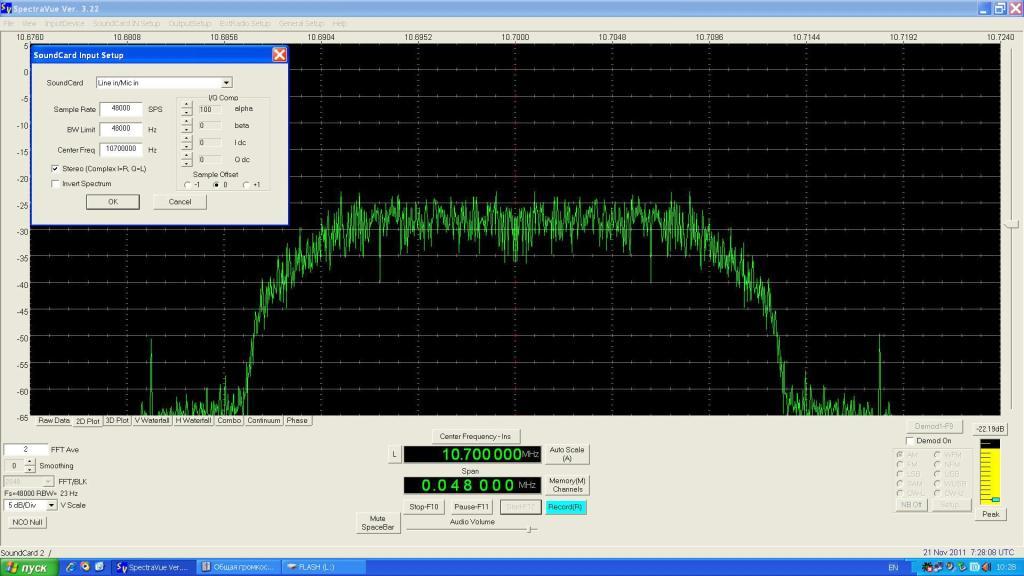 SpectraVue Ver. 3.22
File View InputDevice SoundCard IN Setup OutputSetup ExtRadio Setup General Setup Help
10.6760 10.6808 10.6856 10.6904 10.6952 10.7000 10.7048 10.7096 10.7144 10.7192 10.7240
5
0
-5
-10
-15
-20
-25
-30
-35
-40
-45
-50
-55
-60
-65
SoundCard Input Setup
SoundCard Line in/Mic in
Sample Rate 48000 SPS
BW Limit 48000 Hz
Center Freq 10700000 Hz
Stereo (Complex I=R, Q=L)
Invert Spectrum
OK Cancel
I/Q Comp
100 alpha
0 beta
0 I dc
0 Q dc
Sample Offset
-1 0 +1
Raw Data 2D Plot 3D Plot V Waterfall H Waterfall Combo Continuum Phase
2 FFT Ave
0 Smoothing
2048 FFT/BLK
Fs=48000 RBW= 23 Hz
5 dB/Div V Scale
NCO Null
Center Frequency - Ins
L 10.700000 MHz
Auto Scale (A)
Span
0.048 000 MHz
Memory(M) Channels
Stop-F10 Pause-F11 Start-F12 Record(R)
Mute SpaceBar
Audio Volume
Demod1-F9
Demod On
AM WFM
FM NFM
LSB USB
SAM WUSB
CW-L CW-U
NB Off Setup
-22.19dB
Peak
SoundCard 2 /
21 Nov 2011 7:28:08 UTC
пуск
SpectraVue Ver....
Общая громкос...
FLASH (L:)
EN
10:28